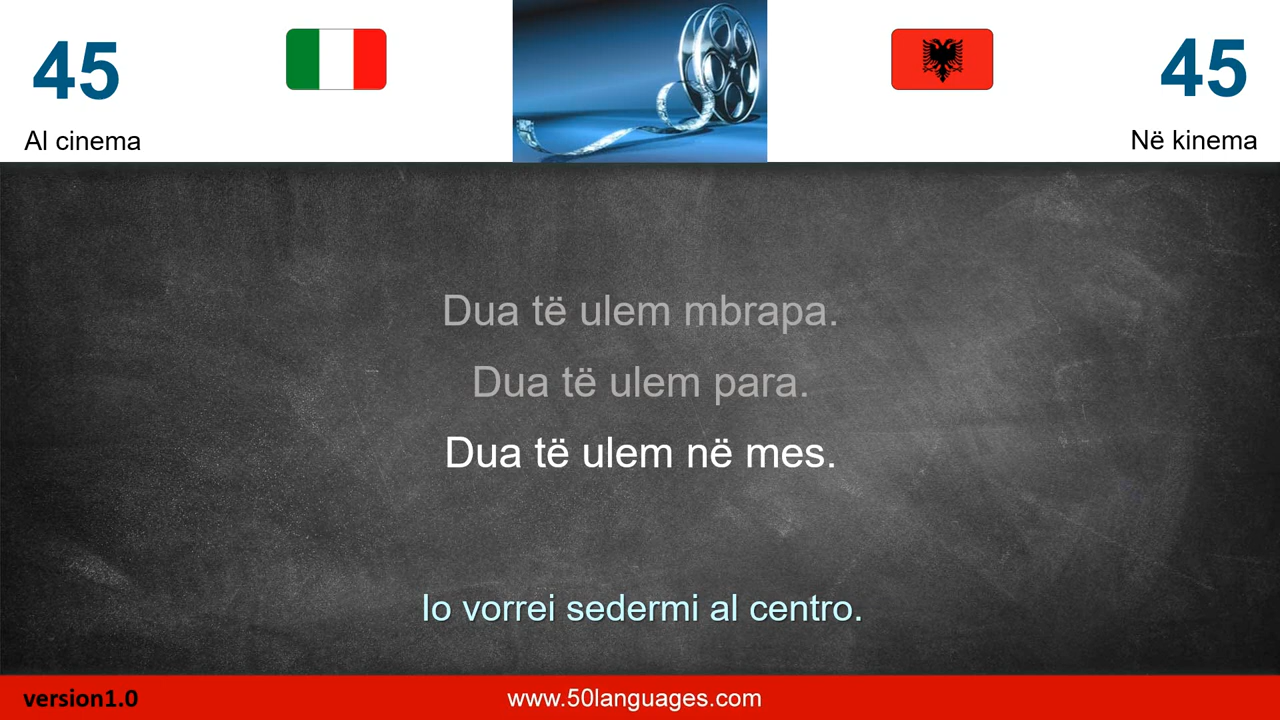 45
45
Al cinema
Në kinema
Dua të ulem mbrapa.
Dua të ulem para.
Dua të ulem në mes.
Io vorrei sedermi al centro.
version1.0
www.50languages.com